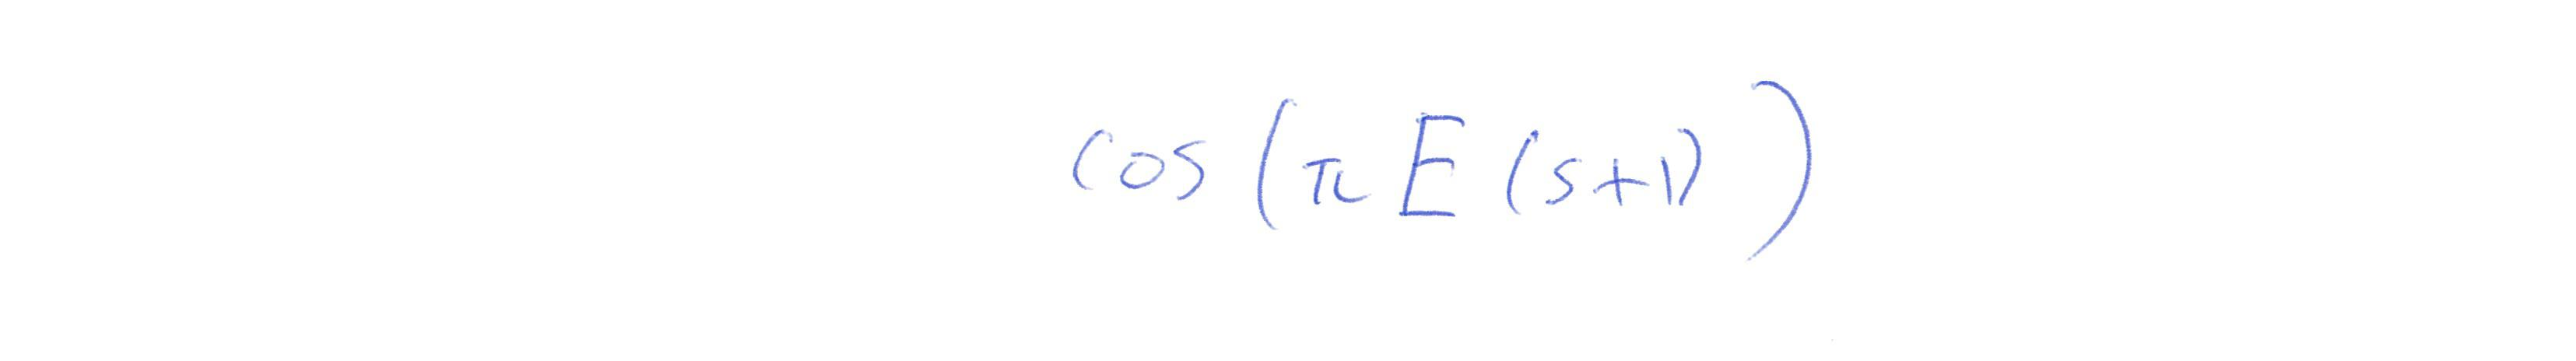 cos (π E (s+1))